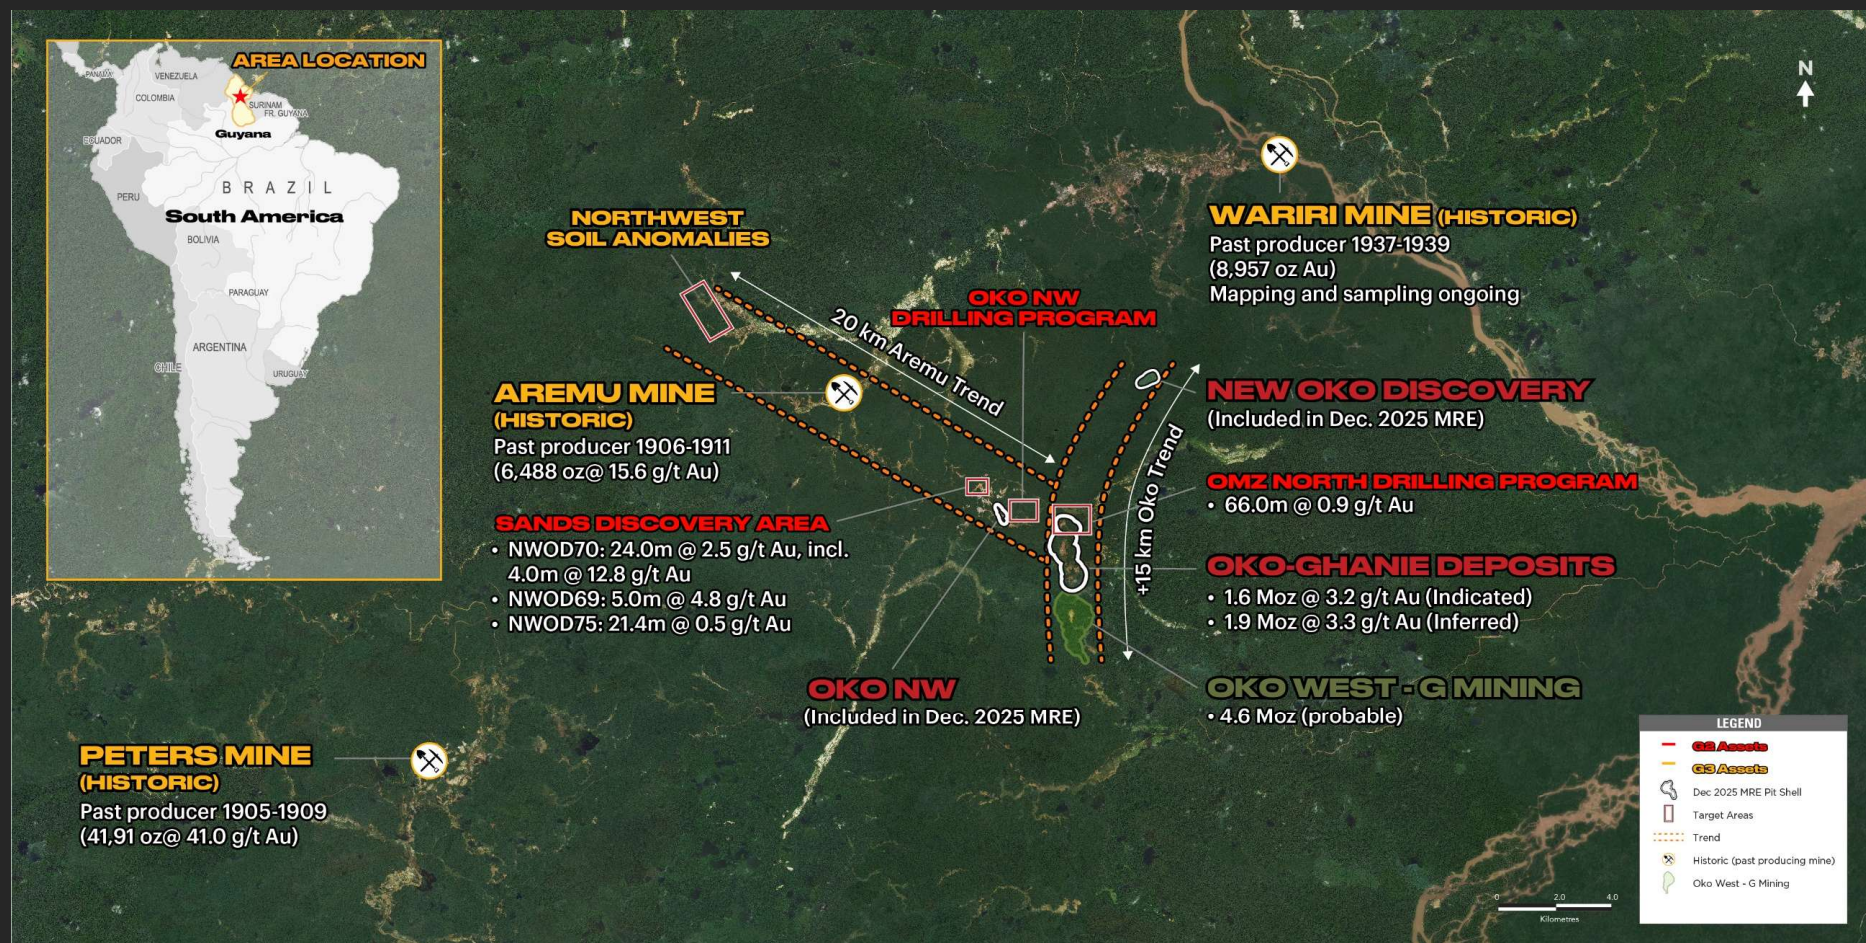 AREA LOCATION
PANAMA
VENEZUELA
COLOMBIA
SURINAM
FR. GUYANA
Guyana
ECUADOR
PERU
BRAZIL
South America
BOLIVIA
PARAGUAY
ARGENTINA
CHILE
URUGUAY
N
NORTHWEST
SOIL ANOMALIES
20 km Aremu Trend
OKO NW
DRILLING PROGRAM
WARIRI MINE (HISTORIC)
Past producer 1937-1939
(8,957 oz Au)
Mapping and sampling ongoing
AREMU MINE
(HISTORIC)
Past producer 1906-1911
(6,488 oz@ 15.6 g/t Au)
NEW OKO DISCOVERY
(Included in Dec. 2025 MRE)
+15 km Oko Trend
OMZ NORTH DRILLING PROGRAM
• 66.0m @ 0.9 g/t Au
SANDS DISCOVERY AREA
• NWOD70: 24.0m @ 2.5 g/t Au, incl.
4.0m @ 12.8 g/t Au
• NWOD69: 5.0m @ 4.8 g/t Au
• NWOD75: 21.4m @ 0.5 g/t Au
OKO-GHANIE DEPOSITS
• 1.6 Moz @ 3.2 g/t Au (Indicated)
• 1.9 Moz @ 3.3 g/t Au (Inferred)
OKO NW
(Included in Dec. 2025 MRE)
OKO WEST - G MINING
• 4.6 Moz (probable)
PETERS MINE
(HISTORIC)
Past producer 1905-1909
(41,91 oz@ 41.0 g/t Au)
LEGEND
G2 Assets
G3 Assets
Dec 2025 MRE Pit Shell
Target Areas
Trend
Historic (past producing mine)
Oko West - G Mining
0 2.0 4.0
Kilometres